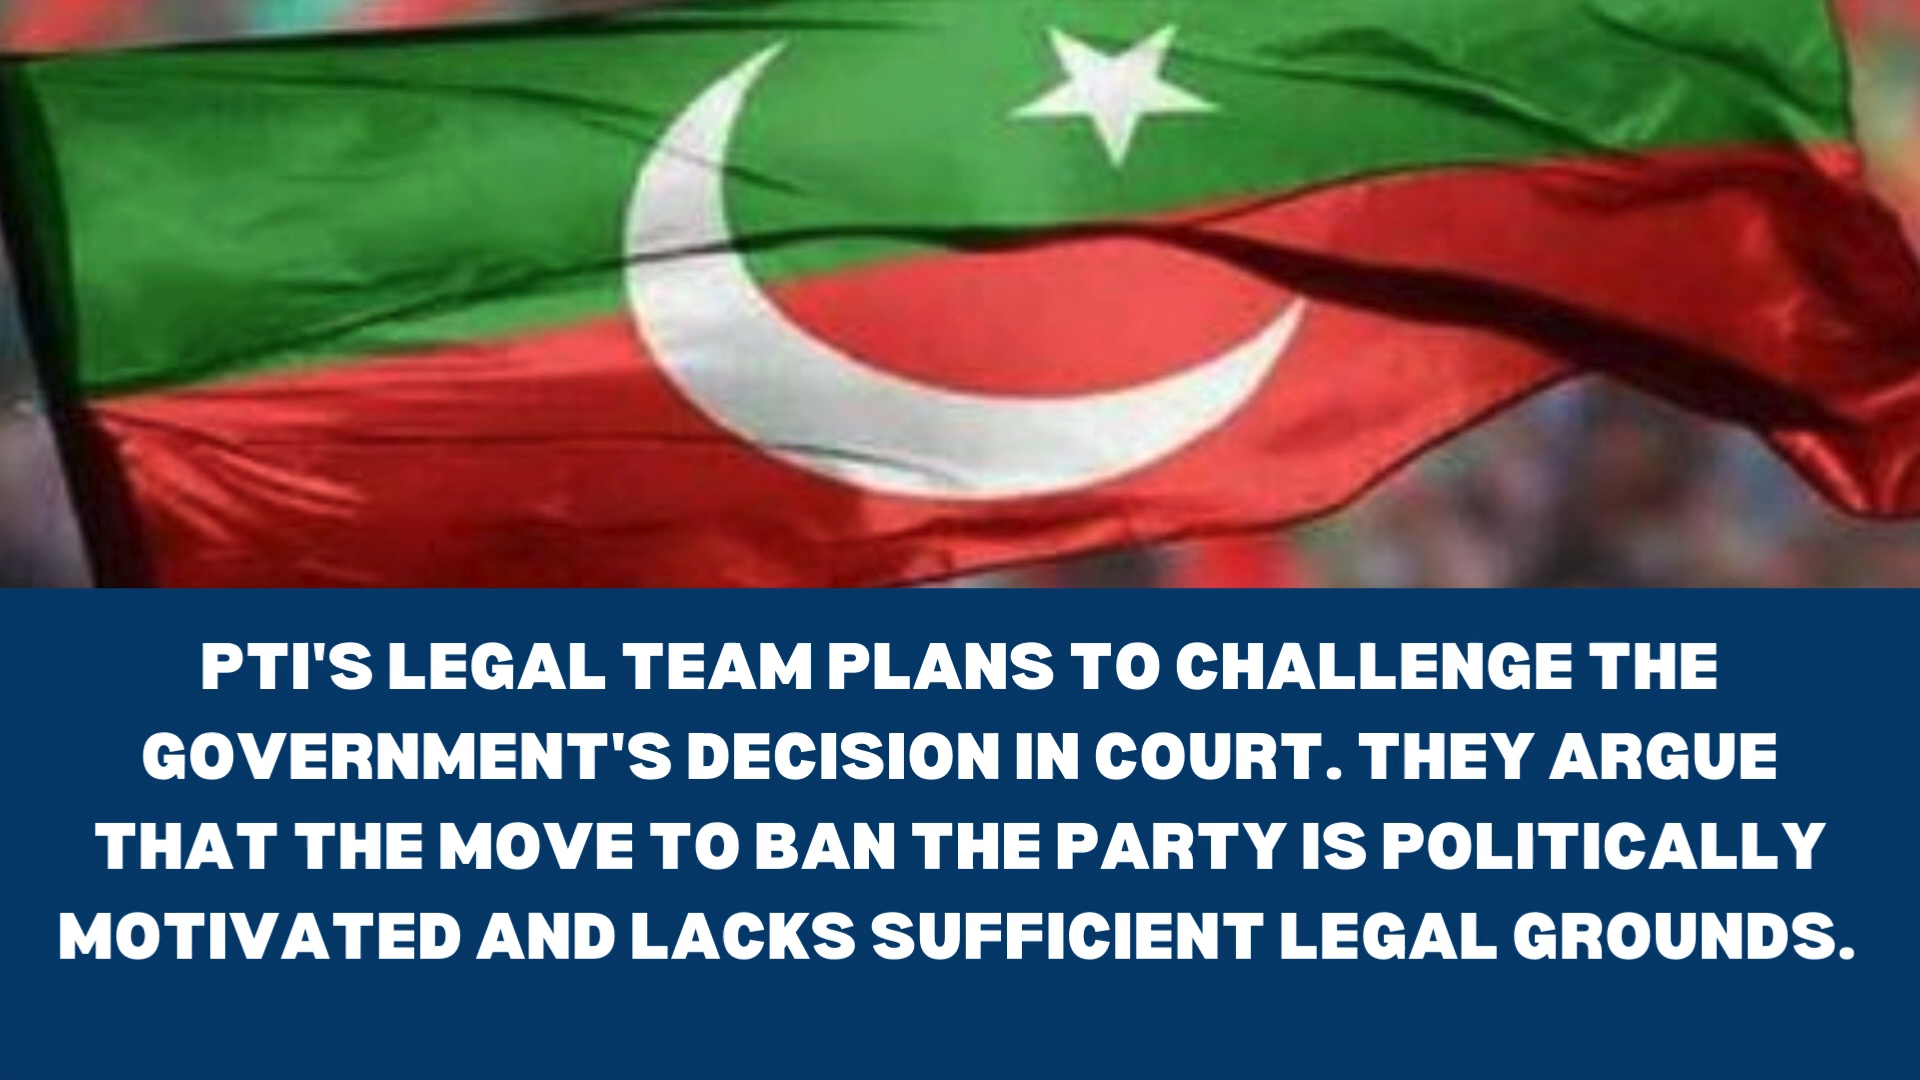 PTI'S LEGAL TEAM PLANS TO CHALLENGE THE
GOVERNMENT'S DECISION IN COURT. THEY ARGUE
THAT THE MOVE TO BAN THE PARTY IS POLITICALLY
MOTIVATED AND LACKS SUFFICIENT LEGAL GROUNDS.